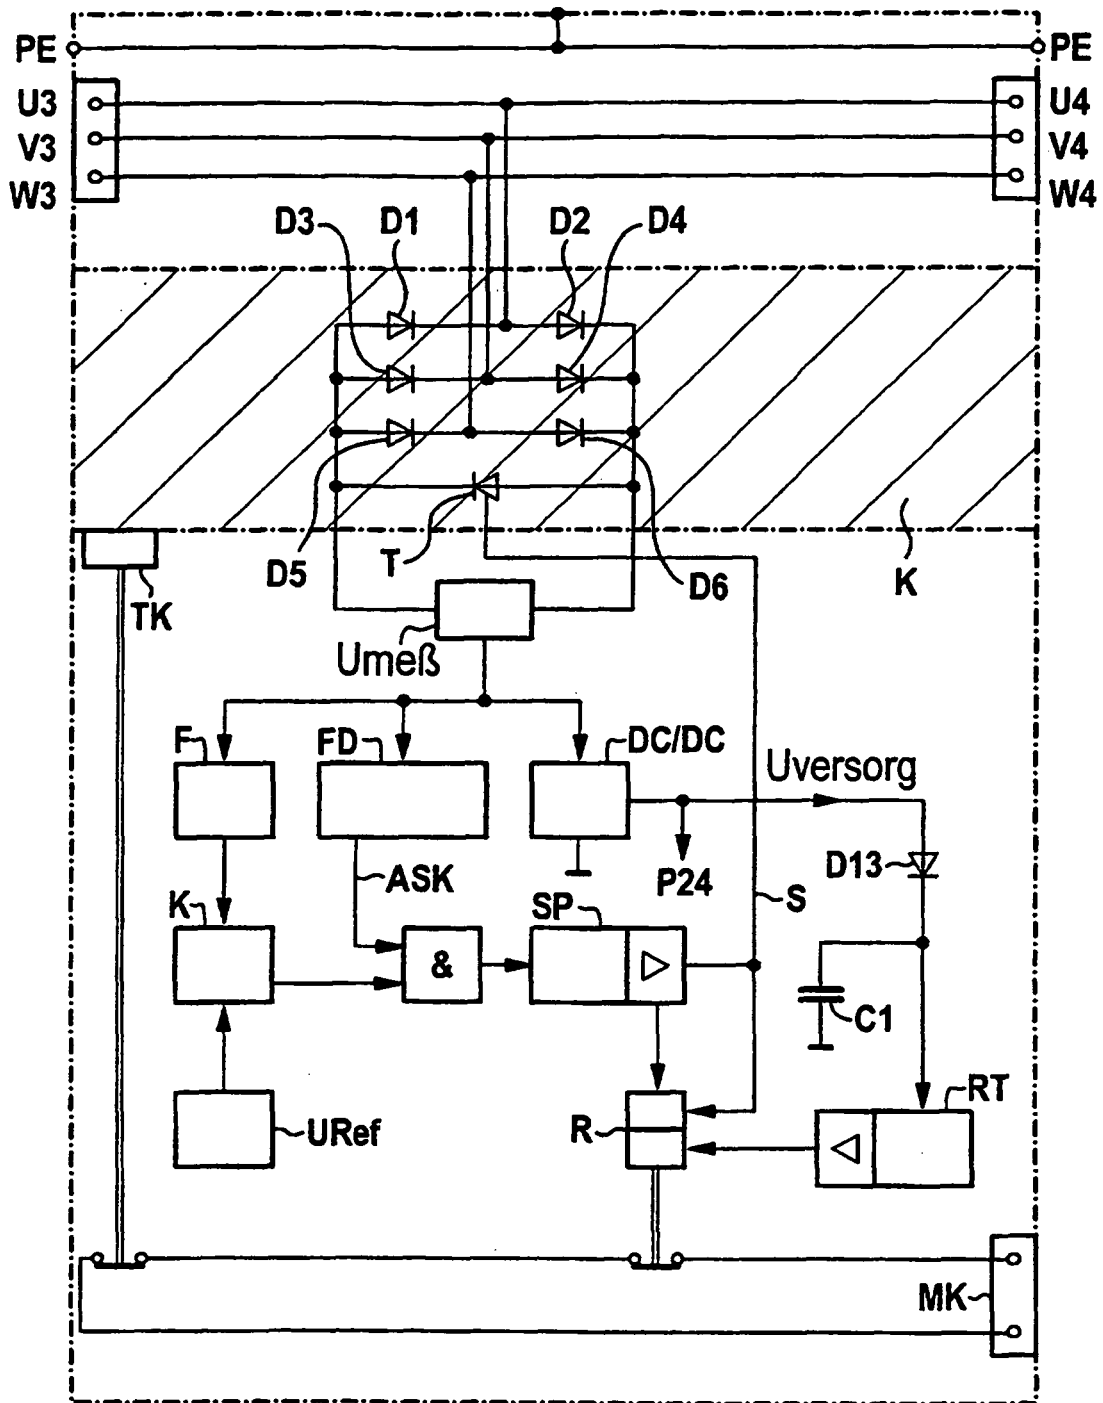 PE PE
U3 U4
V3 V4
W3 W4
D3 D1 D2 D4
D5 T D6 K
TK
Umeß
F FD DC/DC
Uversorg
D13
ASK P24
K SP S
&
C1
RT
URef R
MK